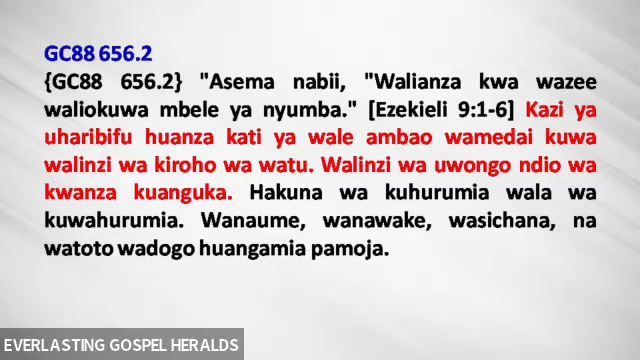 GC88 656.2
{GC88 656.2} "Asema nabii, "Walianza kwa wazee
waliokuwa mbele ya nyumba." [Ezekieli 9:1-6] Kazi ya
uharibifu huanza kati ya wale ambao wamedai kuwa
walinzi wa kiroho wa watu. Walinzi wa uwongo ndio wa
kwanza kuanguka. Hakuna wa kuhurumia wala wa
kuwahurumia. Wanaume, wanawake, wasichana, na
watoto wadogo huangamia pamoja.
EVERLASTING GOSPEL HERALDS